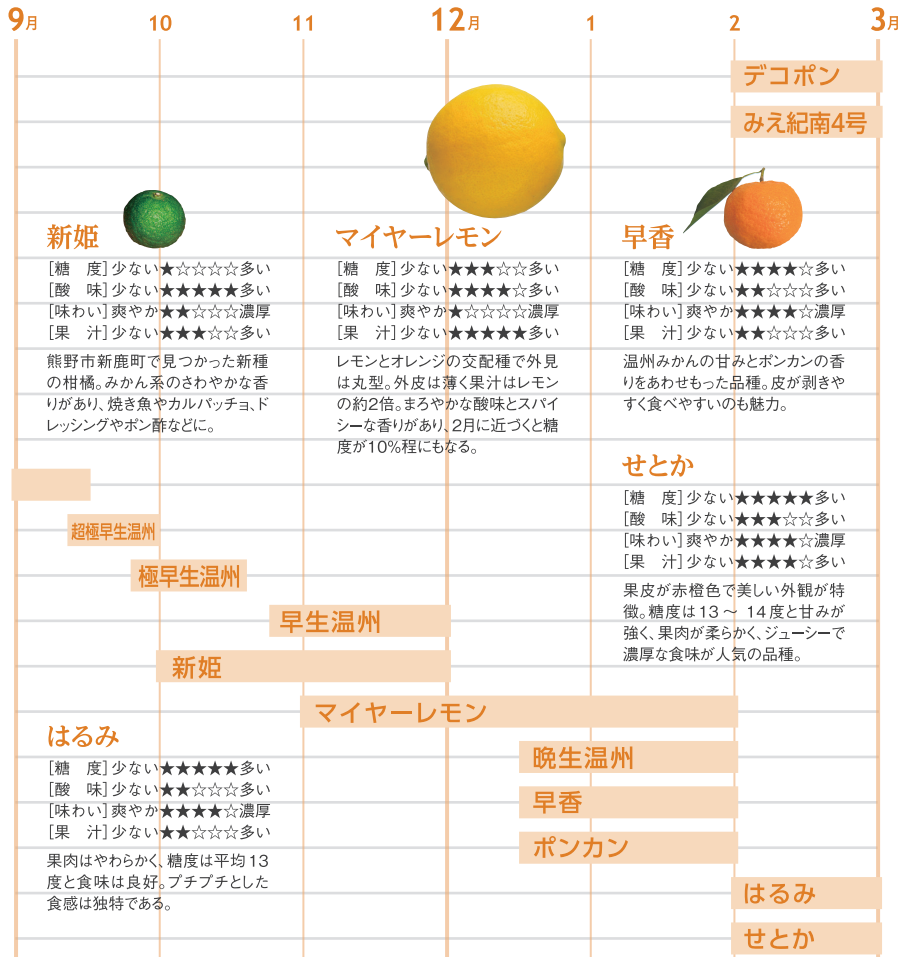 9月 10 11 12月 1 2 3月
デコポン
みえ紀南4号
新姫
[糖　度]少ない★☆☆☆☆多い
[酸　味]少ない★★★★★多い
[味わい]爽やか★★☆☆☆濃厚
[果　汁]少ない★★★☆☆多い
熊野市新鹿町で見つかった新種
の柑橘。みかん系のさわやかな香
りがあり、焼き魚やカルパッチョ、ド
レッシングやポン酢などに。
マイヤーレモン
[糖　度]少ない★★★☆☆多い
[酸　味]少ない★★★★☆多い
[味わい]爽やか★☆☆☆☆濃厚
[果　汁]少ない★★★★★多い
レモンとオレンジの交配種で外見
は丸型。外皮は薄く果汁はレモン
の約2倍。まろやかな酸味とスパイ
シーな香りがあり、2月に近づくと糖
度が10%程にもなる。
早香
[糖　度]少ない★★★★☆多い
[酸　味]少ない★★☆☆☆多い
[味わい]爽やか★★★★☆濃厚
[果　汁]少ない★★☆☆☆多い
温州みかんの甘みとポンカンの香
りをあわせもった品種。皮が剥きや
すく食べやすいのも魅力。
せとか
[糖　度]少ない★★★★★多い
[酸　味]少ない★★★☆☆多い
[味わい]爽やか★★★★☆濃厚
[果　汁]少ない★★★★☆多い
果皮が赤橙色で美しい外観が特
徴。糖度は13～ 14度と甘みが
強く、果肉が柔らかく、ジューシーで
濃厚な食味が人気の品種。
超極早生温州
極早生温州
早生温州
新姫
マイヤーレモン
晩生温州
早香
ポンカン
はるみ
せとか
はるみ
[糖　度]少ない★★★★★多い
[酸　味]少ない★★☆☆☆多い
[味わい]爽やか★★★★☆濃厚
[果　汁]少ない★★☆☆☆多い
果肉はやわらかく、糖度は平均13
度と食味は良好。プチプチとした
食感は独特である。